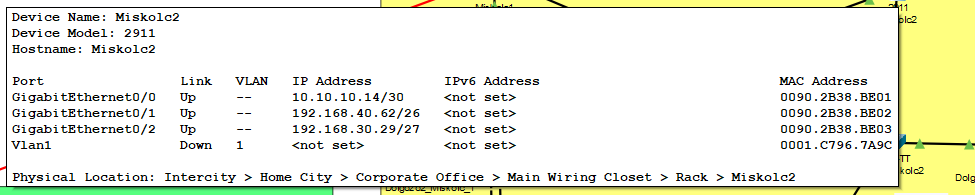 Miskolc1
Device Name: Miskolc2
Device Model: 2911
Hostname: Miskolc2
Port Link VLAN IP Address IPv6 Address MAC Address
GigabitEthernet0/0 Up -- 10.10.10.14/30 <not set> 0090.2B38.BE01
GigabitEthernet0/1 Up -- 192.168.40.62/26 <not set> 0090.2B38.BE02
GigabitEthernet0/2 Up -- 192.168.30.29/27 <not set> 0090.2B38.BE03
Vlan1 Down 1 <not set> <not set> 0001.C796.7A9C
Physical Location: Intercity > Home City > Corporate Office > Main Wiring Closet > Rack > Miskolc2